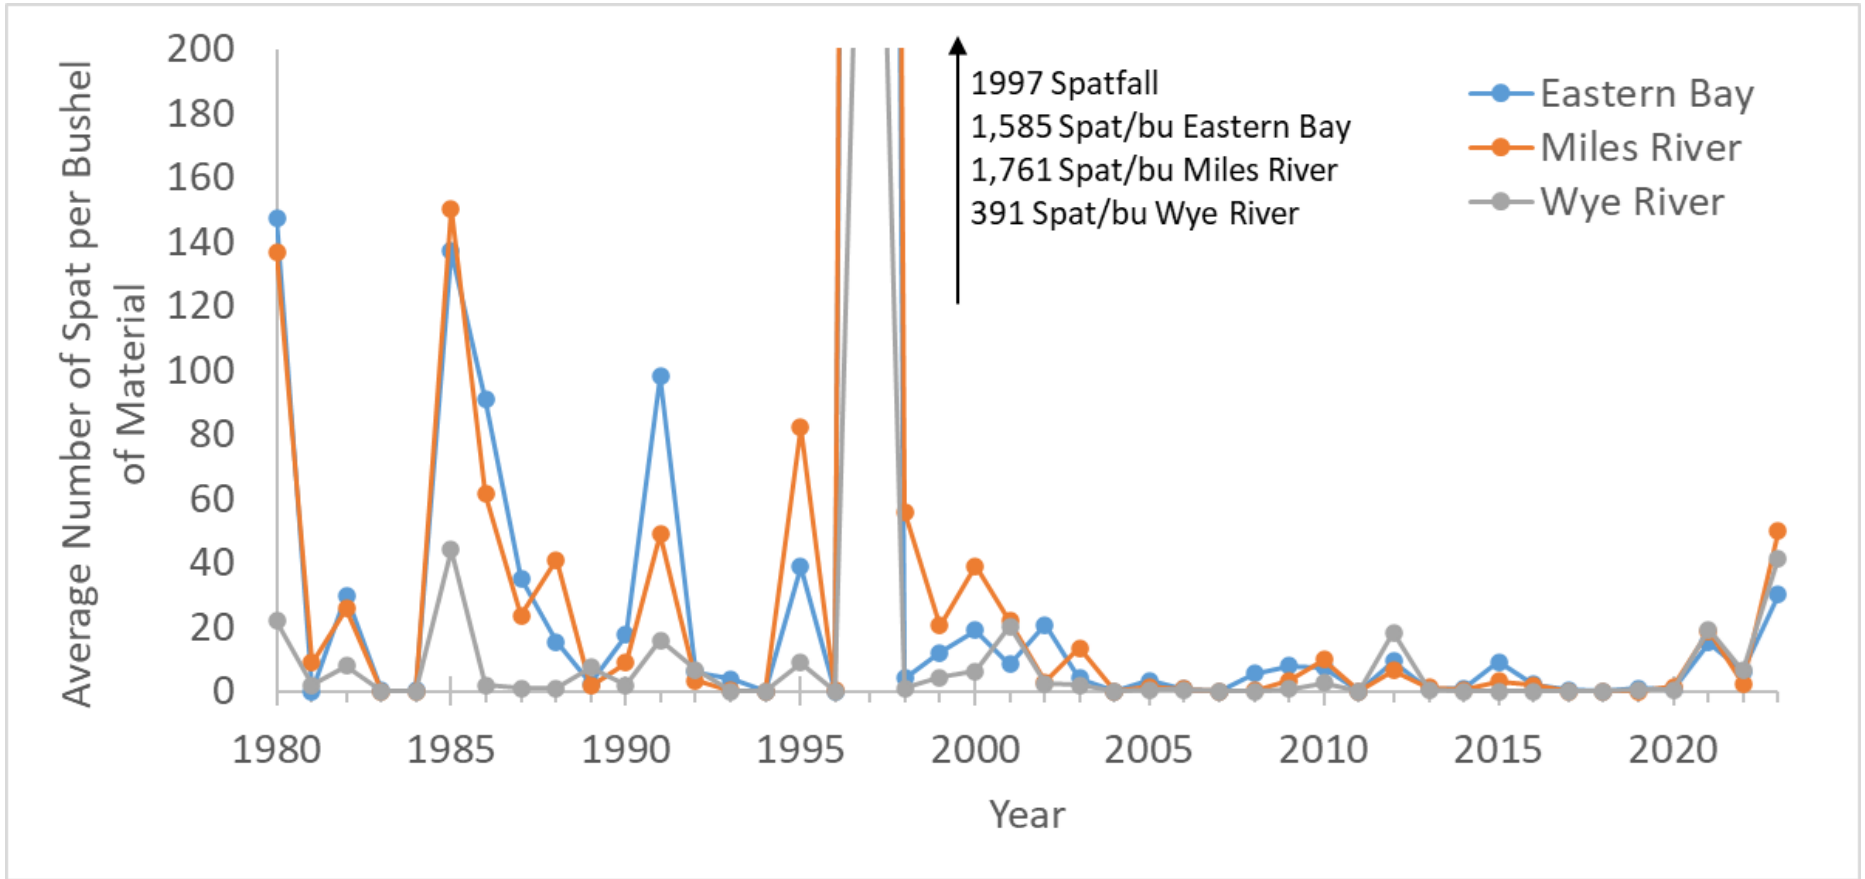 Average Number of Spat per Bushel
of Material
200
180
160
140
120
100
80
60
40
20
0
1997 Spatfall
1,585 Spat/bu Eastern Bay
1,761 Spat/bu Miles River
391 Spat/bu Wye River
Eastern Bay
Miles River
Wye River
1980 1985 1990 1995 2000 2005 2010 2015 2020
Year